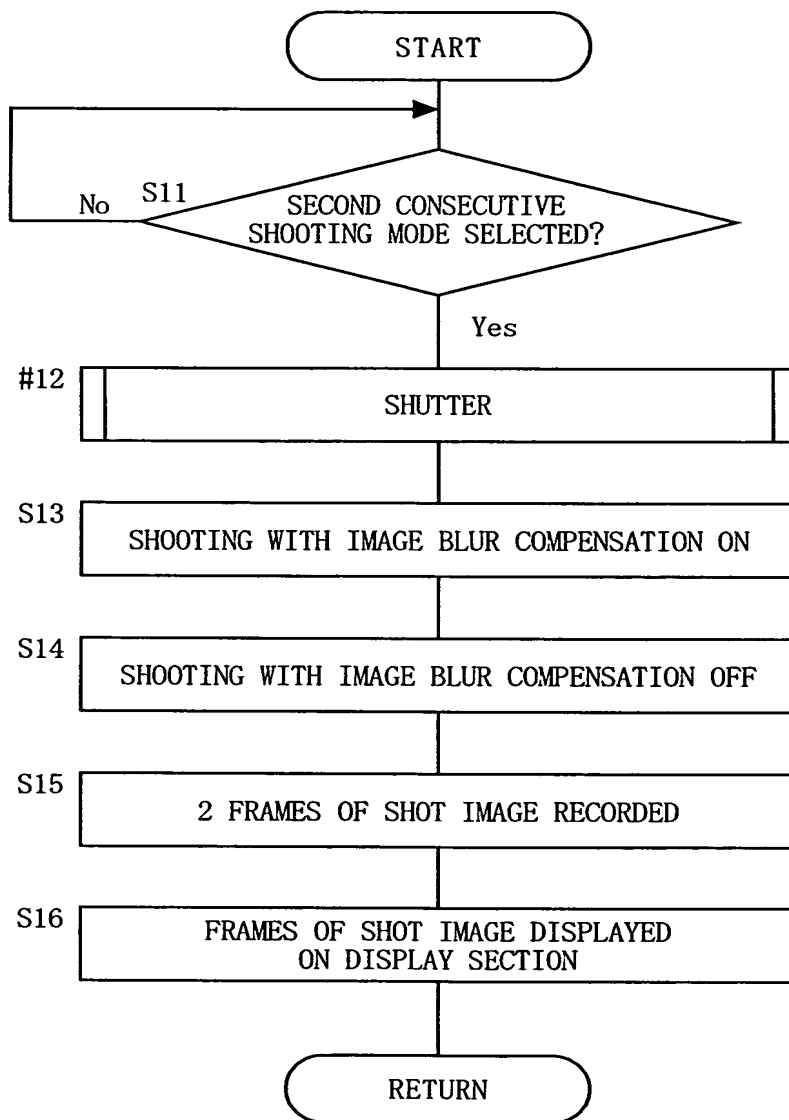 START
S11
SECOND CONSECUTIVE
No
SHOOTING MODE SELECTED?
Yes
#12
SHUTTER
S13
SHOOTING WITH IMAGE BLUR COMPENSATION ON
S14
SHOOTING WITH IMAGE BLUR COMPENSATION OFF
S15
2 FRAMES OF SHOT IMAGE RECORDED
S16
FRAMES OF SHOT IMAGE DISPLAYED
ON DISPLAY SECTION
RETURN